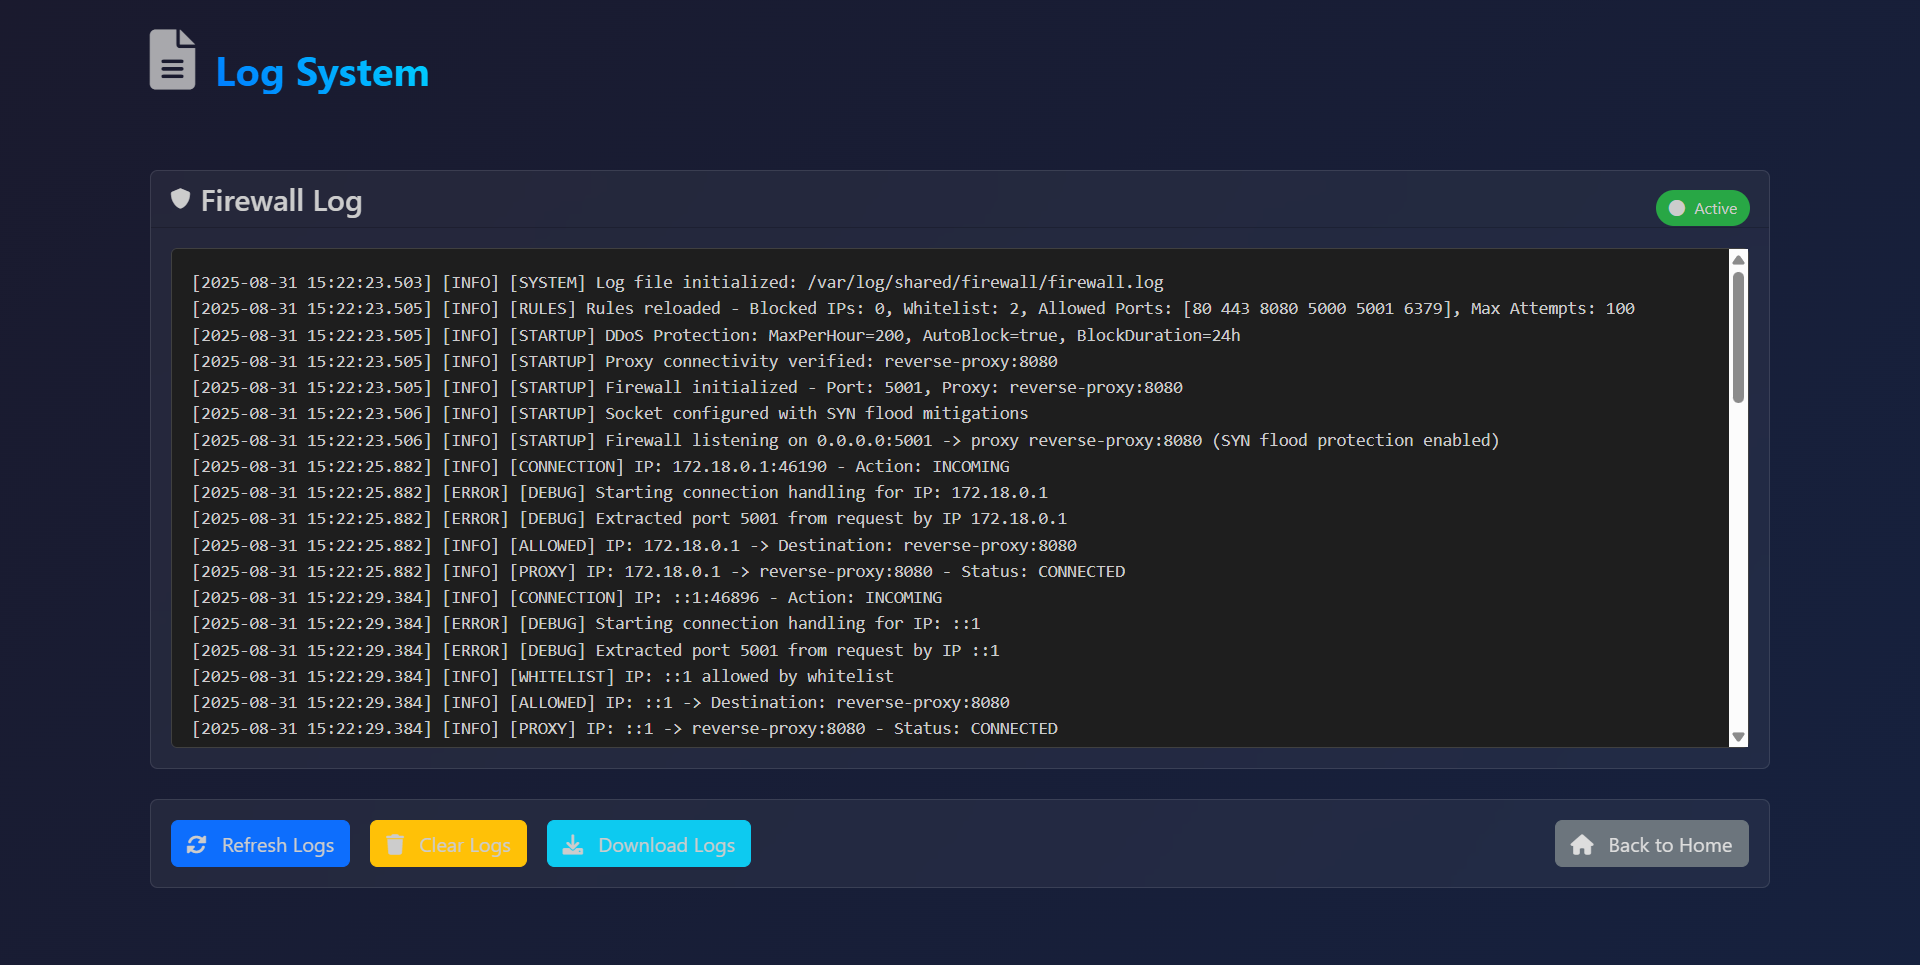 Log System
Firewall Log
Active
[2025-08-31 15:22:23.503] [INFO] [SYSTEM] Log file initialized: /var/log/shared/firewall/firewall.log
[2025-08-31 15:22:23.505] [INFO] [RULES] Rules reloaded - Blocked IPs: 0, Whitelist: 2, Allowed Ports: [80 443 8080 5000 5001 6379], Max Attempts: 100
[2025-08-31 15:22:23.505] [INFO] [STARTUP] DDoS Protection: MaxPerHour=200, AutoBlock=true, BlockDuration=24h
[2025-08-31 15:22:23.505] [INFO] [STARTUP] Proxy connectivity verified: reverse-proxy:8080
[2025-08-31 15:22:23.505] [INFO] [STARTUP] Firewall initialized - Port: 5001, Proxy: reverse-proxy:8080
[2025-08-31 15:22:23.506] [INFO] [STARTUP] Socket configured with SYN flood mitigations
[2025-08-31 15:22:23.506] [INFO] [STARTUP] Firewall listening on 0.0.0.0:5001 -> proxy reverse-proxy:8080 (SYN flood protection enabled)
[2025-08-31 15:22:25.882] [INFO] [CONNECTION] IP: 172.18.0.1:46190 - Action: INCOMING
[2025-08-31 15:22:25.882] [ERROR] [DEBUG] Starting connection handling for IP: 172.18.0.1
[2025-08-31 15:22:25.882] [ERROR] [DEBUG] Extracted port 5001 from request by IP 172.18.0.1
[2025-08-31 15:22:25.882] [INFO] [ALLOWED] IP: 172.18.0.1 -> Destination: reverse-proxy:8080
[2025-08-31 15:22:25.882] [INFO] [PROXY] IP: 172.18.0.1 -> reverse-proxy:8080 - Status: CONNECTED
[2025-08-31 15:22:29.384] [INFO] [CONNECTION] IP: ::1:46896 - Action: INCOMING
[2025-08-31 15:22:29.384] [ERROR] [DEBUG] Starting connection handling for IP: ::1
[2025-08-31 15:22:29.384] [ERROR] [DEBUG] Extracted port 5001 from request by IP ::1
[2025-08-31 15:22:29.384] [INFO] [WHITELIST] IP: ::1 allowed by whitelist
[2025-08-31 15:22:29.384] [INFO] [ALLOWED] IP: ::1 -> Destination: reverse-proxy:8080
[2025-08-31 15:22:29.384] [INFO] [PROXY] IP: ::1 -> reverse-proxy:8080 - Status: CONNECTED
Refresh Logs
Clear Logs
Download Logs
Back to Home